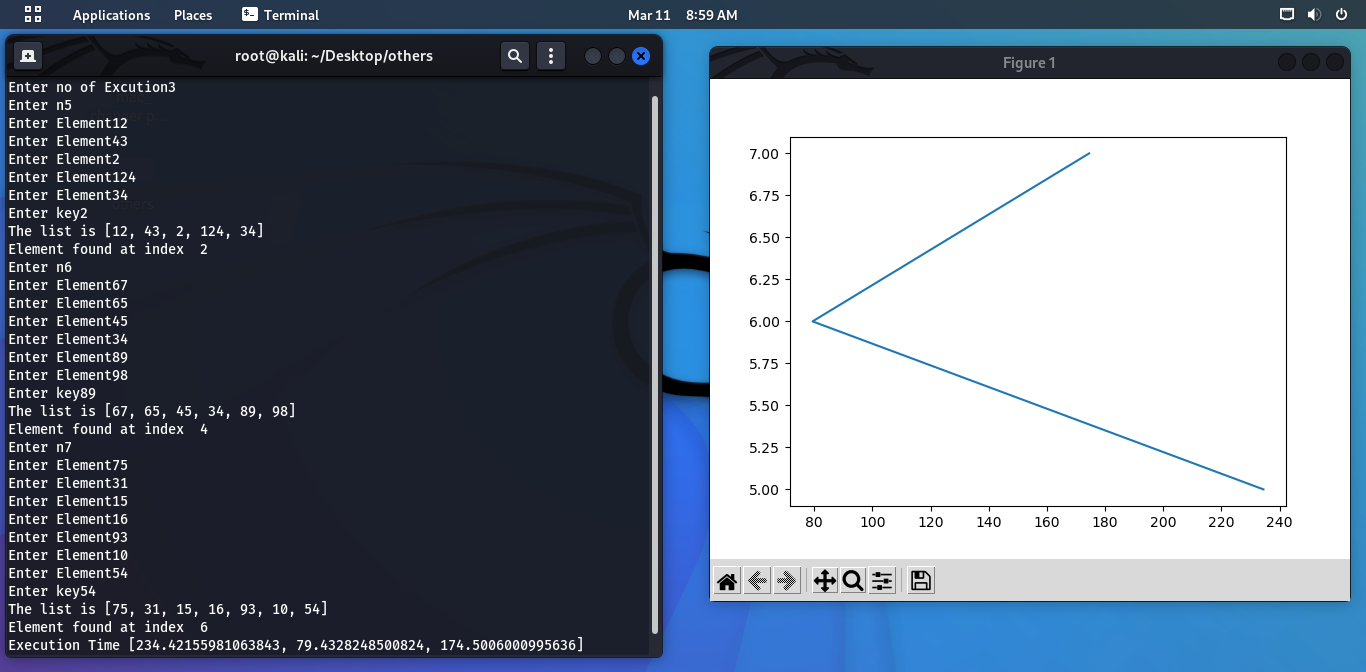 Applications Places Terminal Mar 11 8:59 AM
root@kali: ~/Desktop/others
Enter no of Excution3
Enter n5
Enter Element12
Enter Element43
Enter Element2
Enter Element124
Enter Element34
Enter key2
The list is [12, 43, 2, 124, 34]
Element found at index  2
Enter n6
Enter Element67
Enter Element65
Enter Element45
Enter Element34
Enter Element89
Enter Element98
Enter key89
The list is [67, 65, 45, 34, 89, 98]
Element found at index  4
Enter n7
Enter Element75
Enter Element31
Enter Element15
Enter Element16
Enter Element93
Enter Element10
Enter Element54
Enter key54
The list is [75, 31, 15, 16, 93, 10, 54]
Element found at index  6
Execution Time [234.42155981063843, 79.4328248500824, 174.5006000995636]
Figure 1
7.00
6.75
6.50
6.25
6.00
5.75
5.50
5.25
5.00
80 100 120 140 160 180 200 220 240